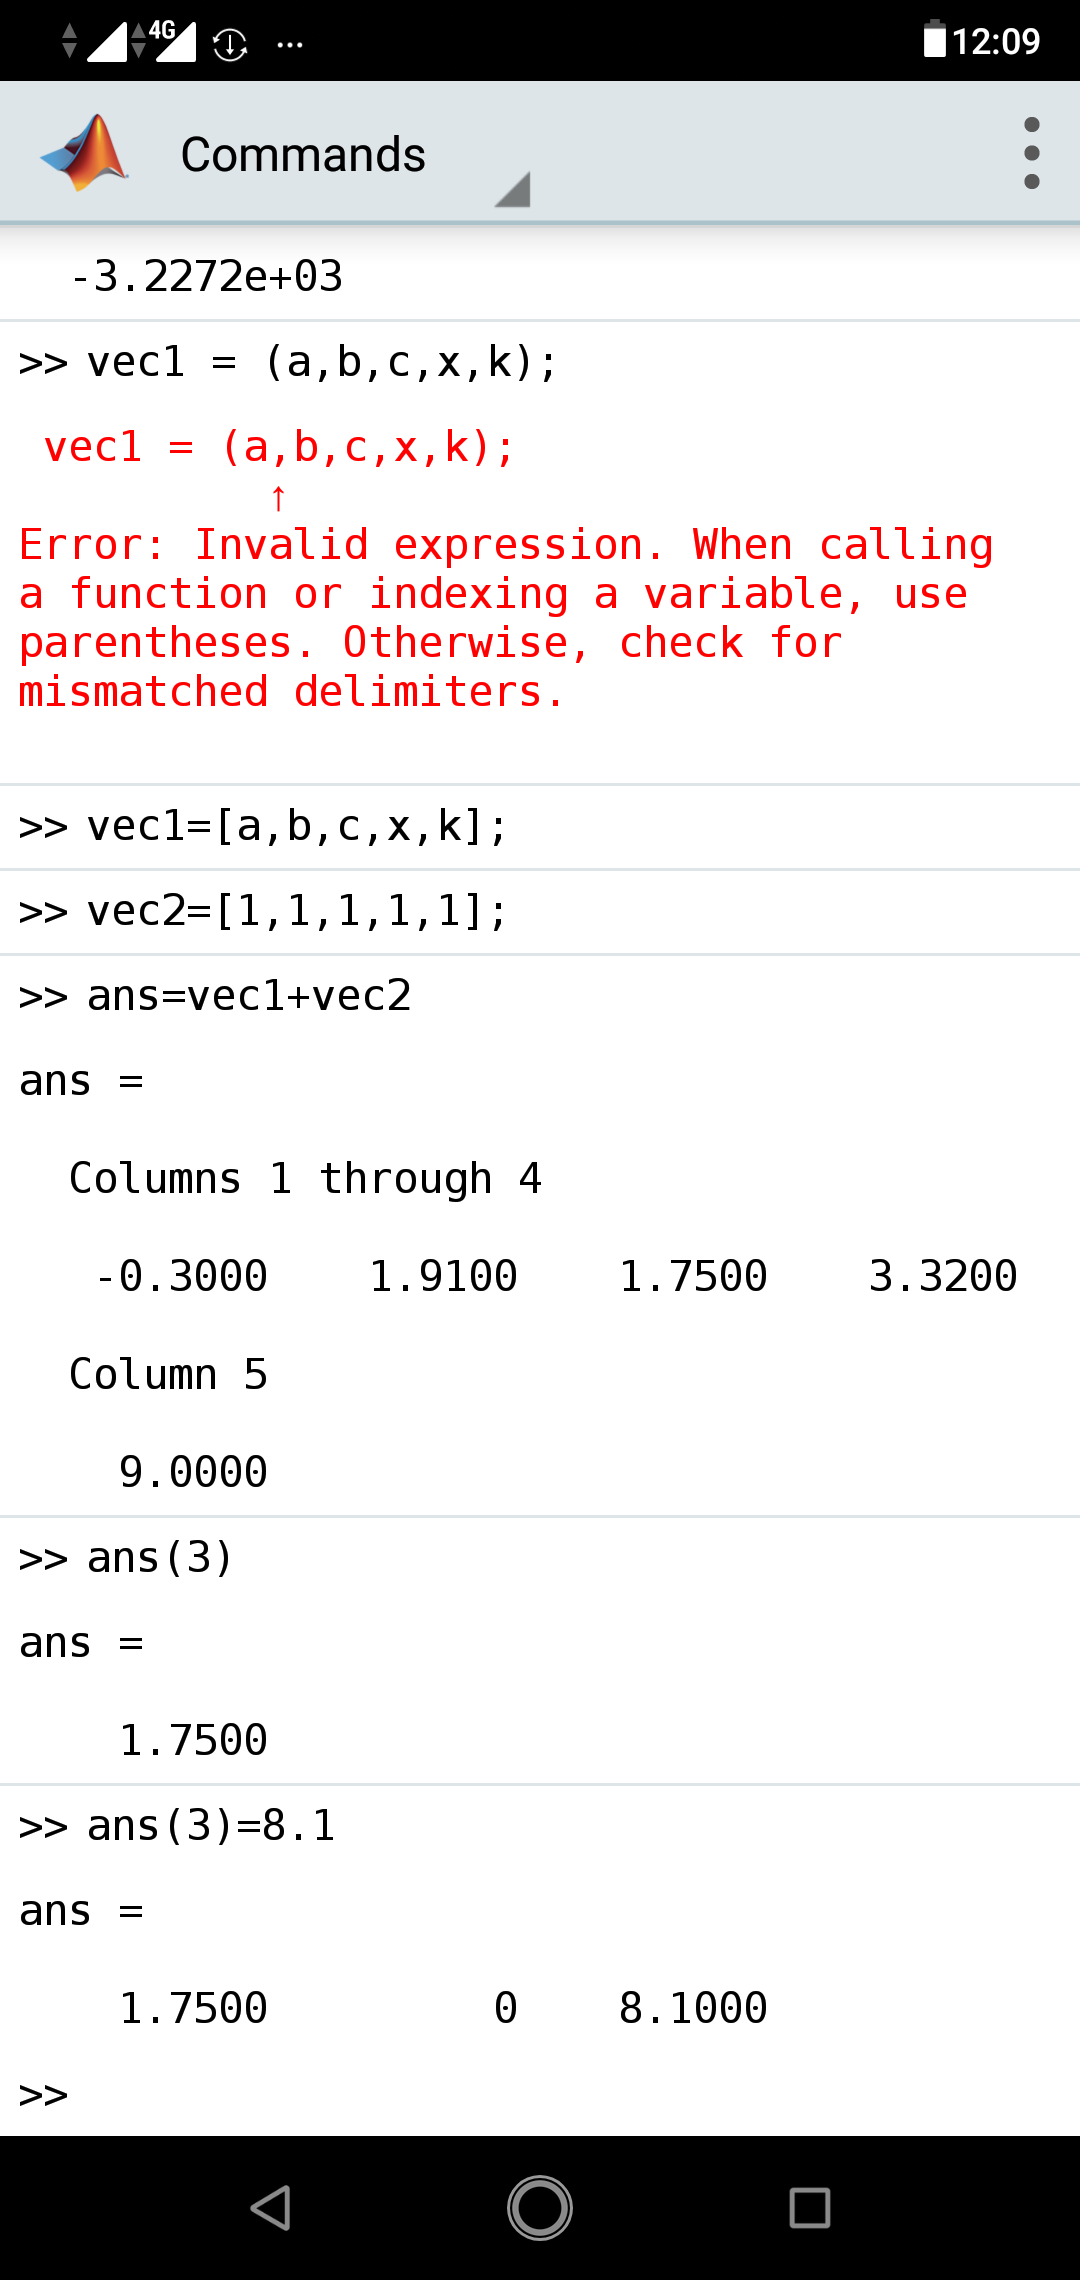 4G 12:09
Commands
-3.2272e+03
>> vec1 = (a,b,c,x,k);
vec1 = (a,b,c,x,k);
↑
Error: Invalid expression. When calling
a function or indexing a variable, use
parentheses. Otherwise, check for
mismatched delimiters.
>> vec1=[a,b,c,x,k];
>> vec2=[1,1,1,1,1];
>> ans=vec1+vec2
ans =
Columns 1 through 4
-0.3000 1.9100 1.7500 3.3200
Column 5
9.0000
>> ans(3)
ans =
1.7500
>> ans(3)=8.1
ans =
1.7500 0 8.1000
>>